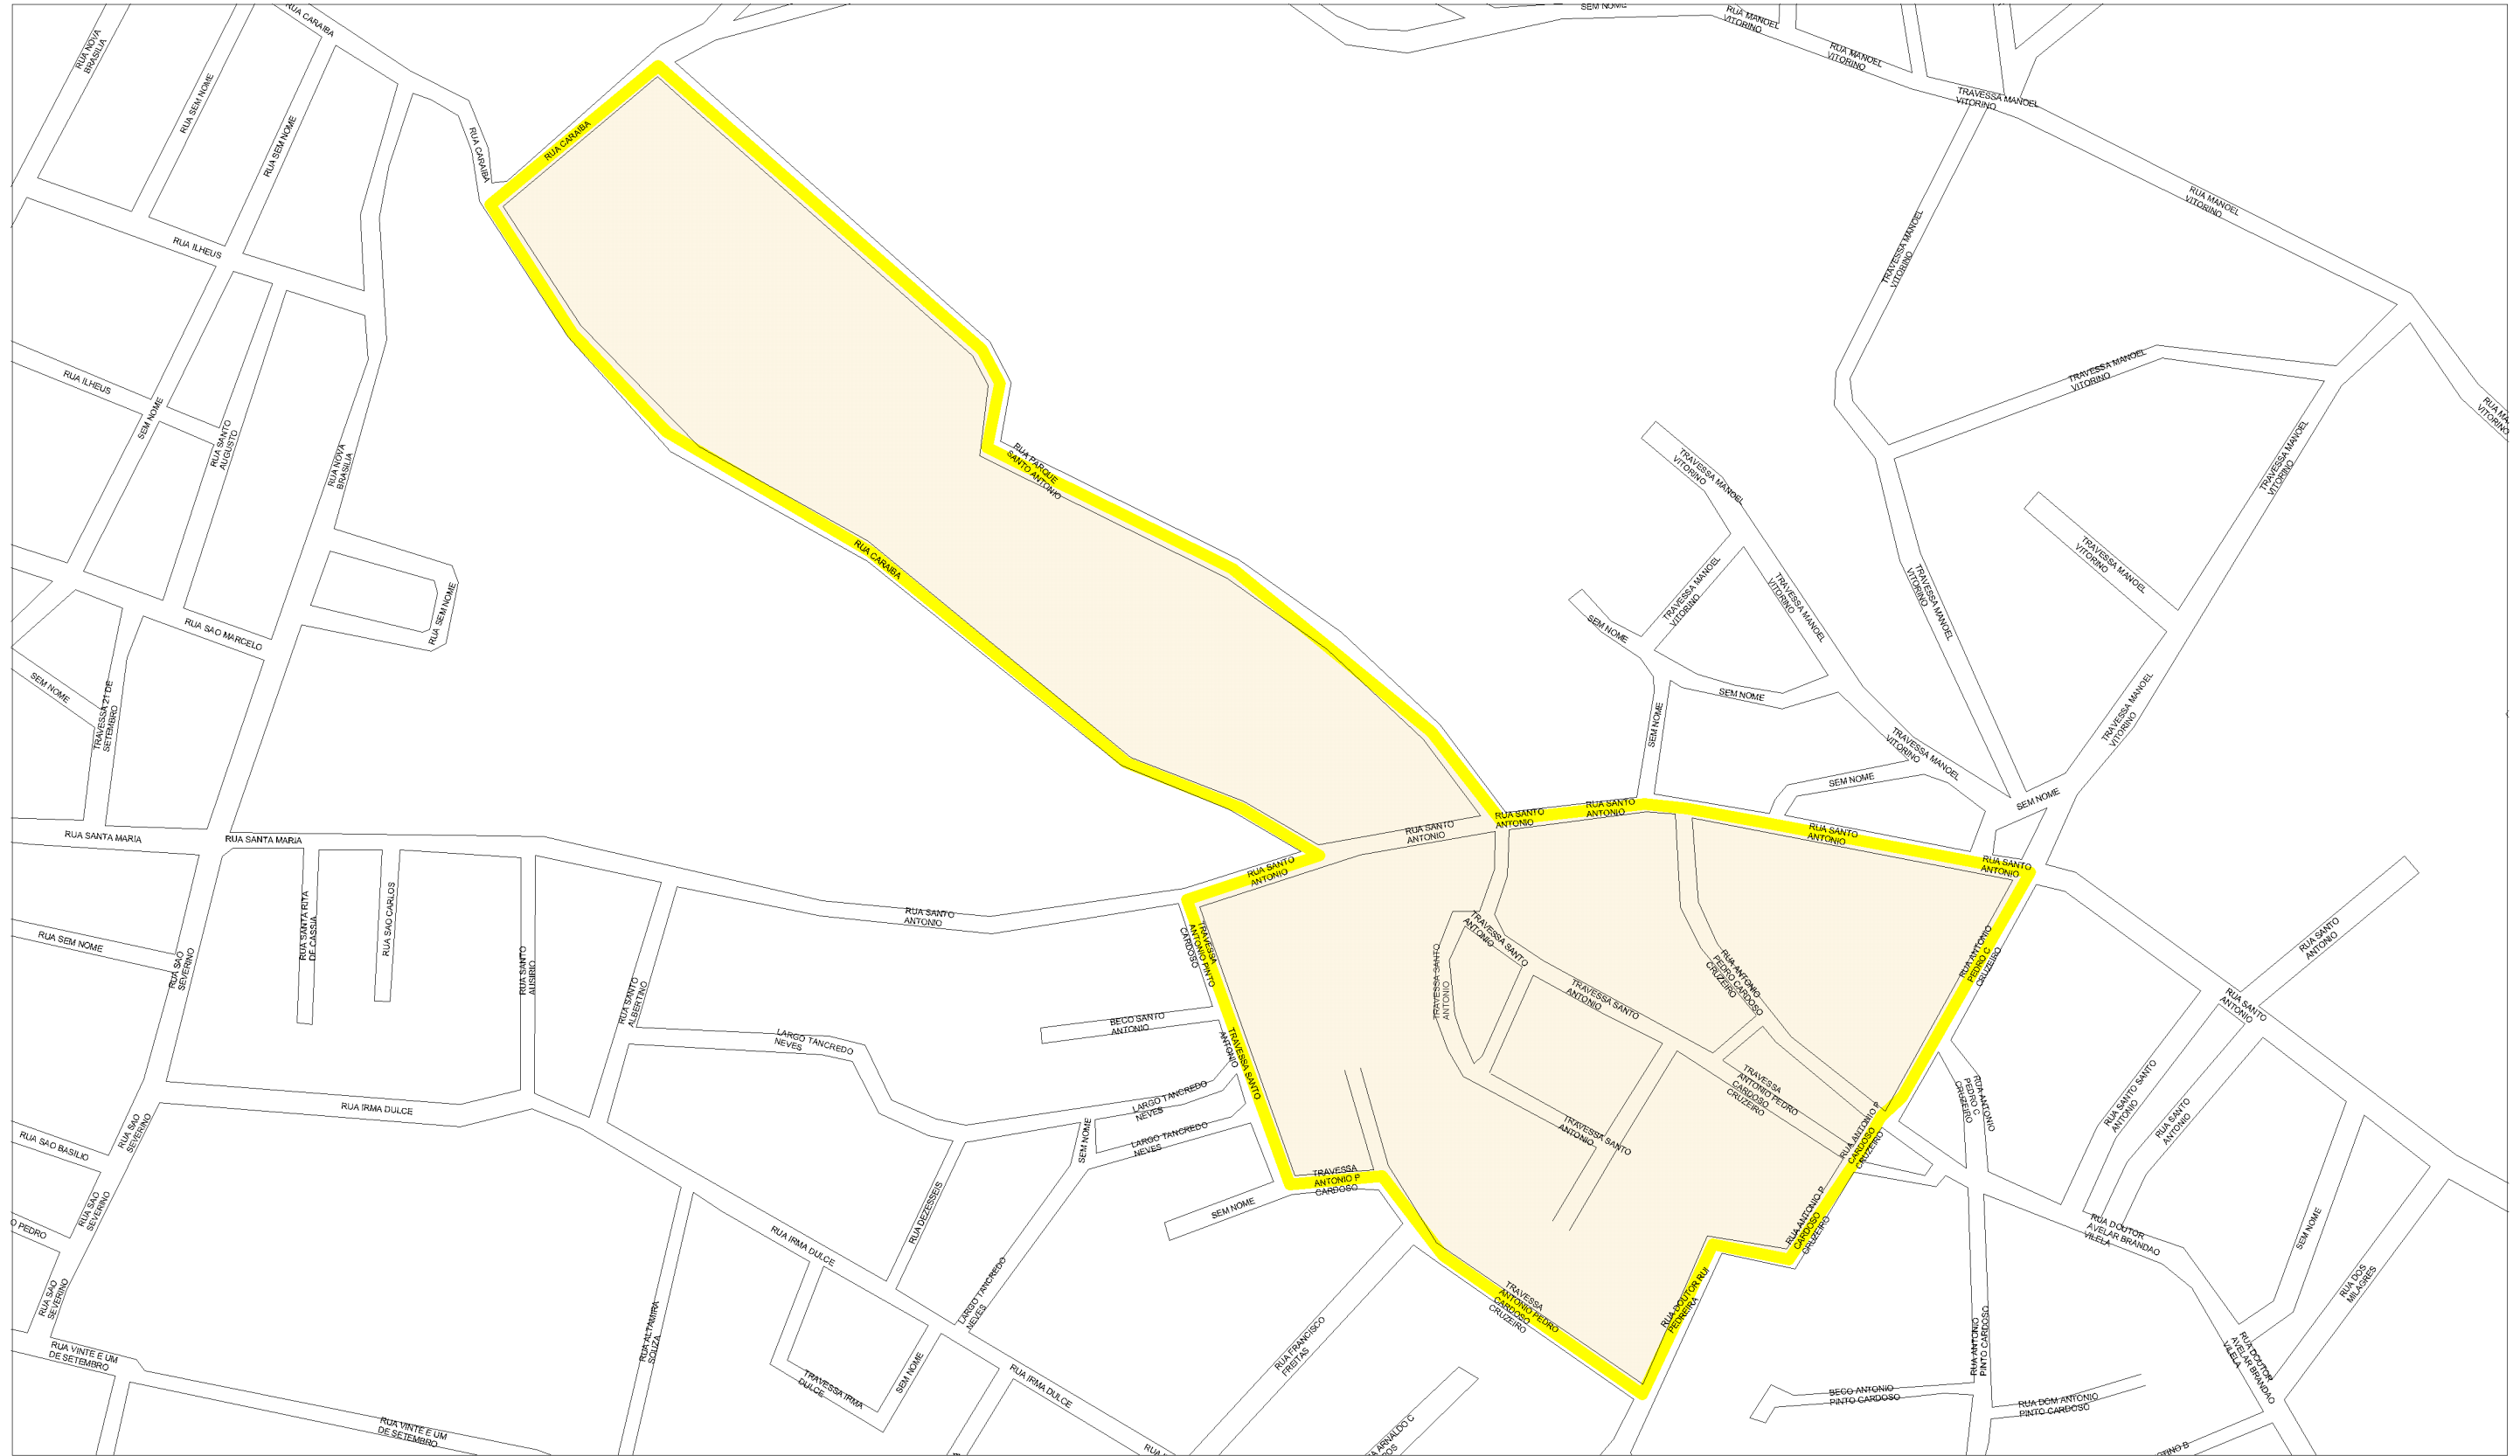 RUA CARAIBA
SEM NOME
RUA MANOEL
VITORINO
RUA MANOEL
VITORINO
RUA NOVA
BRASILIA
RUA SEM NOME
RUA SEM NOME
RUA CARAIBA
RUA CARAIBA
TRAVESSA MANOEL
VITORINO
RUA MANOEL
VITORINO
TRAVESSA MANOEL
VITORINO
RUA ILHEUS
RUA ILHEUS
SEM NOME
RUA SANTO
AUGUSTO
RUA NOVA
BRASILIA
TRAVESSA MANOEL
VITORINO
VITORINO
TRAVESSA MANOEL
VITORINO
RUA PARQUE
SANTO ANTONIO
TRAVESSA MANOEL
VITORINO
RUA CARAIBA
TRAVESSA MANOEL
VITORINO
TRAVESSA MANOEL
VITORINO
TRAVESSA MANOEL
VITORINO
TRAVESSA MANOEL
VITORINO
RUA SEM NOME
RUA SAO MARCELO
SEM NOME
SEM NOME
TRAVESSA 21 DE
SETEMBRO
SEM NOME
SEM NOME
TRAVESSA MANOEL
VITORINO
TRAVESSA MANOEL
VITORINO
SEM NOME
SEM NOME
RUA SANTA MARIA
RUA SANTA MARIA
RUA SANTO
ANTONIO
RUA SANTO
ANTONIO
RUA SANTO
ANTONIO
RUA SANTO
ANTONIO
RUA SANTO
ANTONIO
RUA SANTO
ANTONIO
RUA SANTO
ANTONIO
RUA SANTA RITA
DE CASSIA
RUA SAO CARLOS
RUA SANTO
AUSIBIO
RUA SANTO
ALBERTINO
RUA SEM NOME
RUA SAO
SEVERINO
TRAVESSA
ANTONIO PINTO
CARDOSO
TRAVESSA SANTO
ANTONIO
TRAVESSA SANTO
ANTONIO
RUA ANTONIO
PEDRO CARDOSO
CRUZEIRO
RUA ANTONIO
PEDRO C
CRUZEIRO
RUA SANTO
ANTONIO
RUA SANTO
ANTONIO
TRAVESSA SANTO
ANTONIO
BECO SANTO
ANTONIO
LARGO TANCREDO
NEVES
TRAVESSA SANTO
ANTONIO
LARGO TANCREDO
NEVES
LARGO TANCREDO
NEVES
SEM NOME
TRAVESSA
ANTONIO PEDRO
CARDOSO
CRUZEIRO
RUA ANTONIO
PEDRO C
CRUZEIRO
RUA SANTO SANTO
ANTONIO
RUA SANTO
ANTONIO
RUA IRMA DULCE
RUA SAO
SEVERINO
RUA SAO BASILIO
TRAVESSA SANTO
ANTONIO
RUA ANTONIO P
CARDOSO
CRUZEIRO
TRAVESSA
ANTONIO P
CARDOSO
SEM NOME
RUA DEZESSEIS
RUA SAO
SEVERINO
O PEDRO
RUA ANTONIO P
CARDOSO
CRUZEIRO
RUA DOUTOR
AVELAR BRANDAO
VILELA
SEM NOME
RUA DOS
MILAGRES
RUA IRMA DULCE
LARGO TANCREDO
NEVES
RUA SAO
SEVERINO
RUA ALTAMIRA
SOUZA
TRAVESSA
ANTONIO PEDRO
CARDOSO
CRUZEIRO
RUA DOUTOR RUI
PEDREIRA
RUA FRANCISCO
FREITAS
RUA ANTONIO
PINTO CARDOSO
RUA DOUTOR
AVELAR BRANDAO
VILELA
RUA VINTE E UM
DE SETEMBRO
TRAVESSA IRMA
DULCE
SEM NOME
RUA IRMA DULCE
BECO ANTONIO
PINTO CARDOSO
RUA DOM ANTONIO
PINTO CARDOSO
RUA VINTE E UM
DE SETEMBRO
ARNALDO C